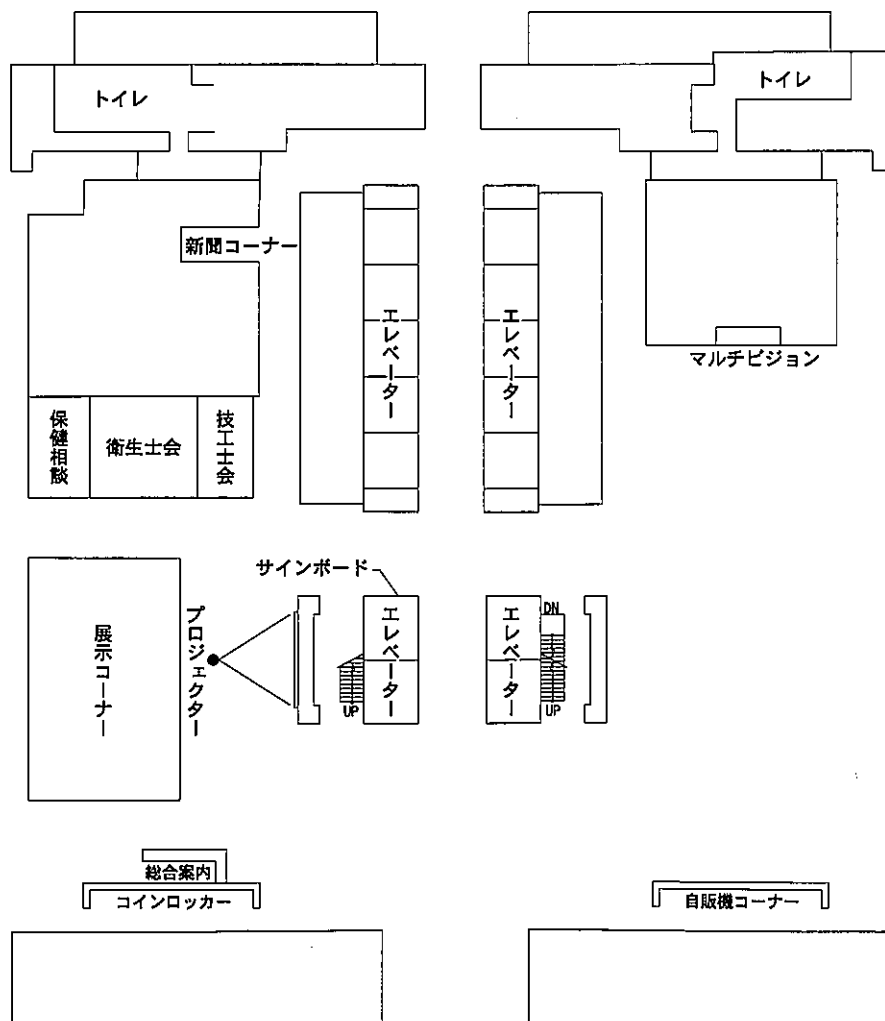 トイレ
トイレ
新聞コーナー
エレベーター
エレベーター
マルチビジョン
保健相談
衛生士会
技工士会
サインボード
展示コーナー
プロジェクター
エレベーター
UP
エレベーター
DN
UP
総合案内
コインロッカー
自販機コーナー